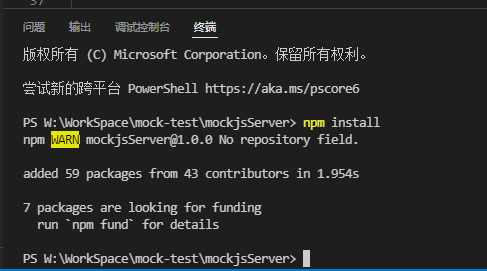 37
问题 输出 调试控制台 终端
版权所有 (C) Microsoft Corporation。保留所有权利。
尝试新的跨平台 PowerShell https://aka.ms/pscore6
PS W:\WorkSpace\mock-test\mockjsServer> npm install
npm WARN mockjsServer@1.0.0 No repository field.
added 59 packages from 43 contributors in 1.954s
7 packages are looking for funding
run `npm fund` for details
PS W:\WorkSpace\mock-test\mockjsServer>